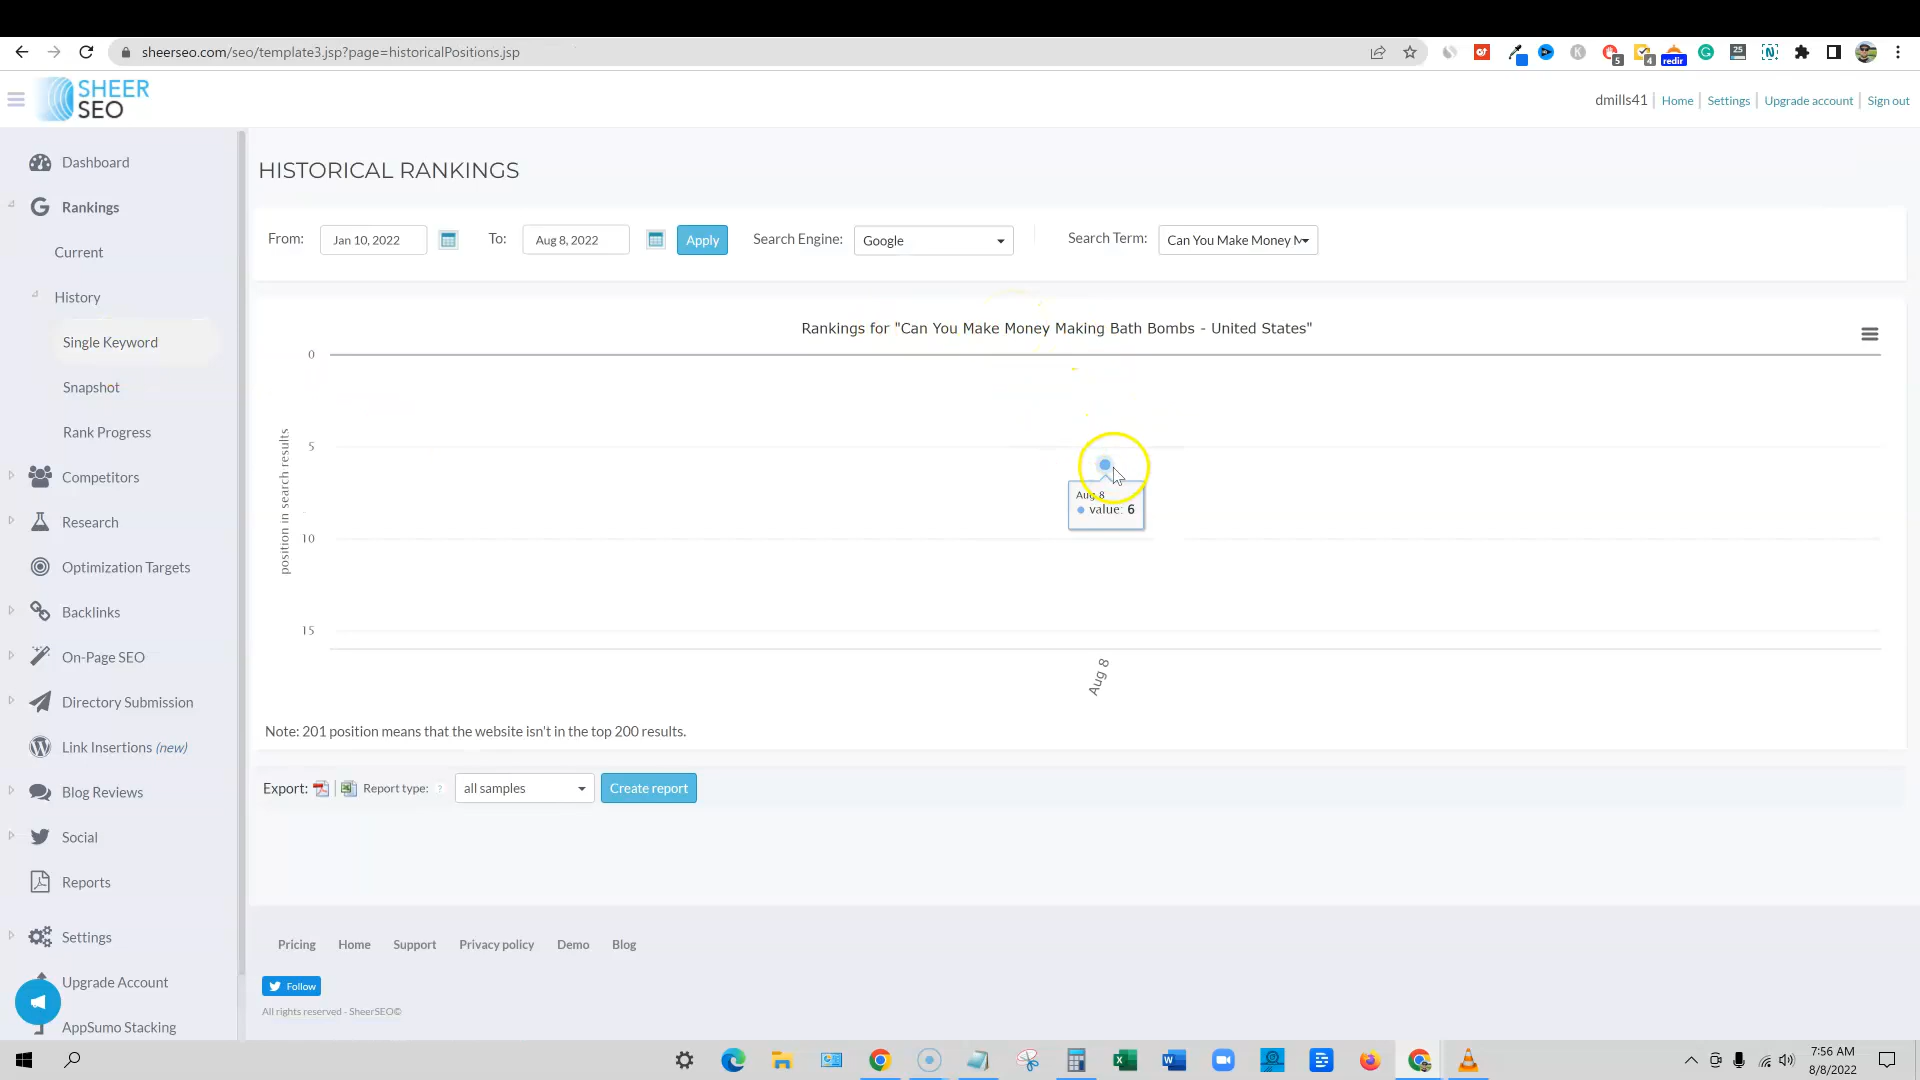 sheerseo.com/seo/template3.jsp?page=historicalPositions.jsp
5
4
redir
25
SHEER
SEO
dmills41
Home
Settings
Upgrade account
Sign out
Dashboard
Rankings
Current
History
Single Keyword
Snapshot
Rank Progress
Competitors
Research
Optimization Targets
Backlinks
On-Page SEO
Directory Submission
Link Insertions (new)
Blog Reviews
Social
Reports
Settings
Upgrade Account
AppSumo Stacking
HISTORICAL RANKINGS
From:
Jan 10, 2022
To:
Aug 8, 2022
Apply
Search Engine:
Google
Search Term:
Can You Make Money M
Rankings for "Can You Make Money Making Bath Bombs - United States"
0
5
10
15
position in search results
Aug 8
value: 6
Aug 8
Note: 201 position means that the website isn't in the top 200 results.
Export:
Report type: ?
all samples
Create report
Pricing
Home
Support
Privacy policy
Demo
Blog
Follow
All rights reserved - SheerSEO©
7:56 AM
8/8/2022